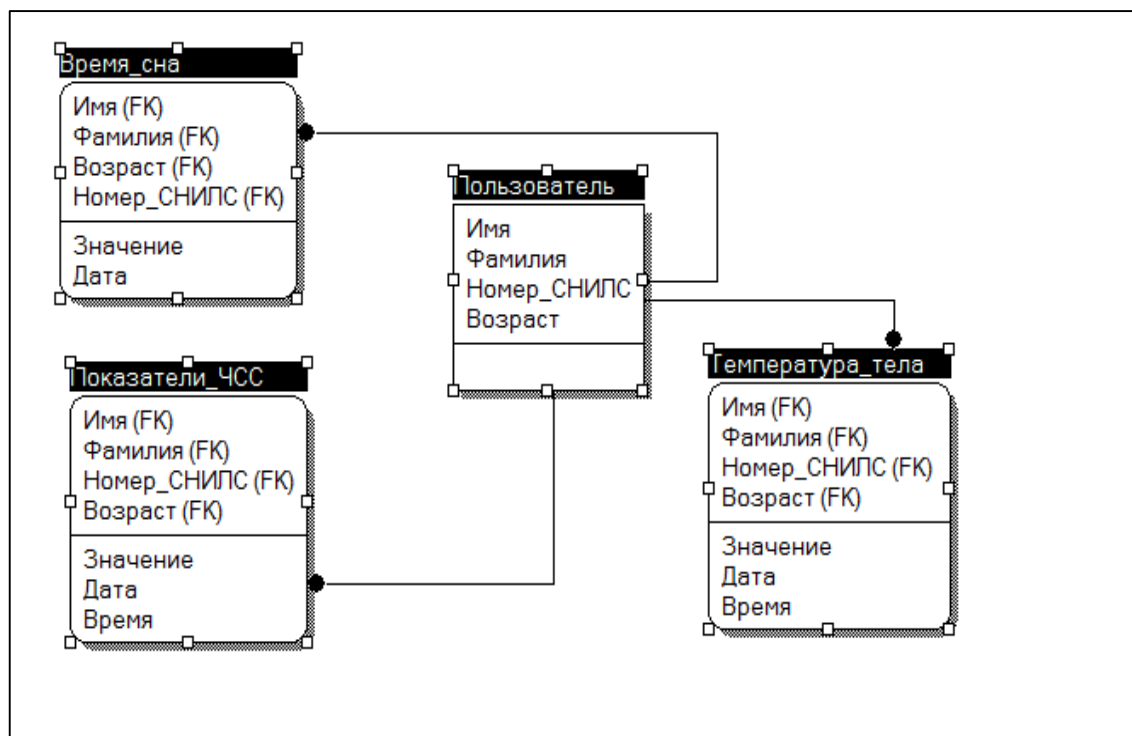 Время_сна
Имя (FK)
Фамилия (FK)
Возраст (FK)
Номер_СНИЛС (FK)
Значение
Дата
Пользователь
Имя
Фамилия
Номер_СНИЛС
Возраст
Показатели_ЧСС
Имя (FK)
Фамилия (FK)
Номер_СНИЛС (FK)
Возраст (FK)
Значение
Дата
Время
Температура_тела
Имя (FK)
Фамилия (FK)
Номер_СНИЛС (FK)
Возраст (FK)
Значение
Дата
Время